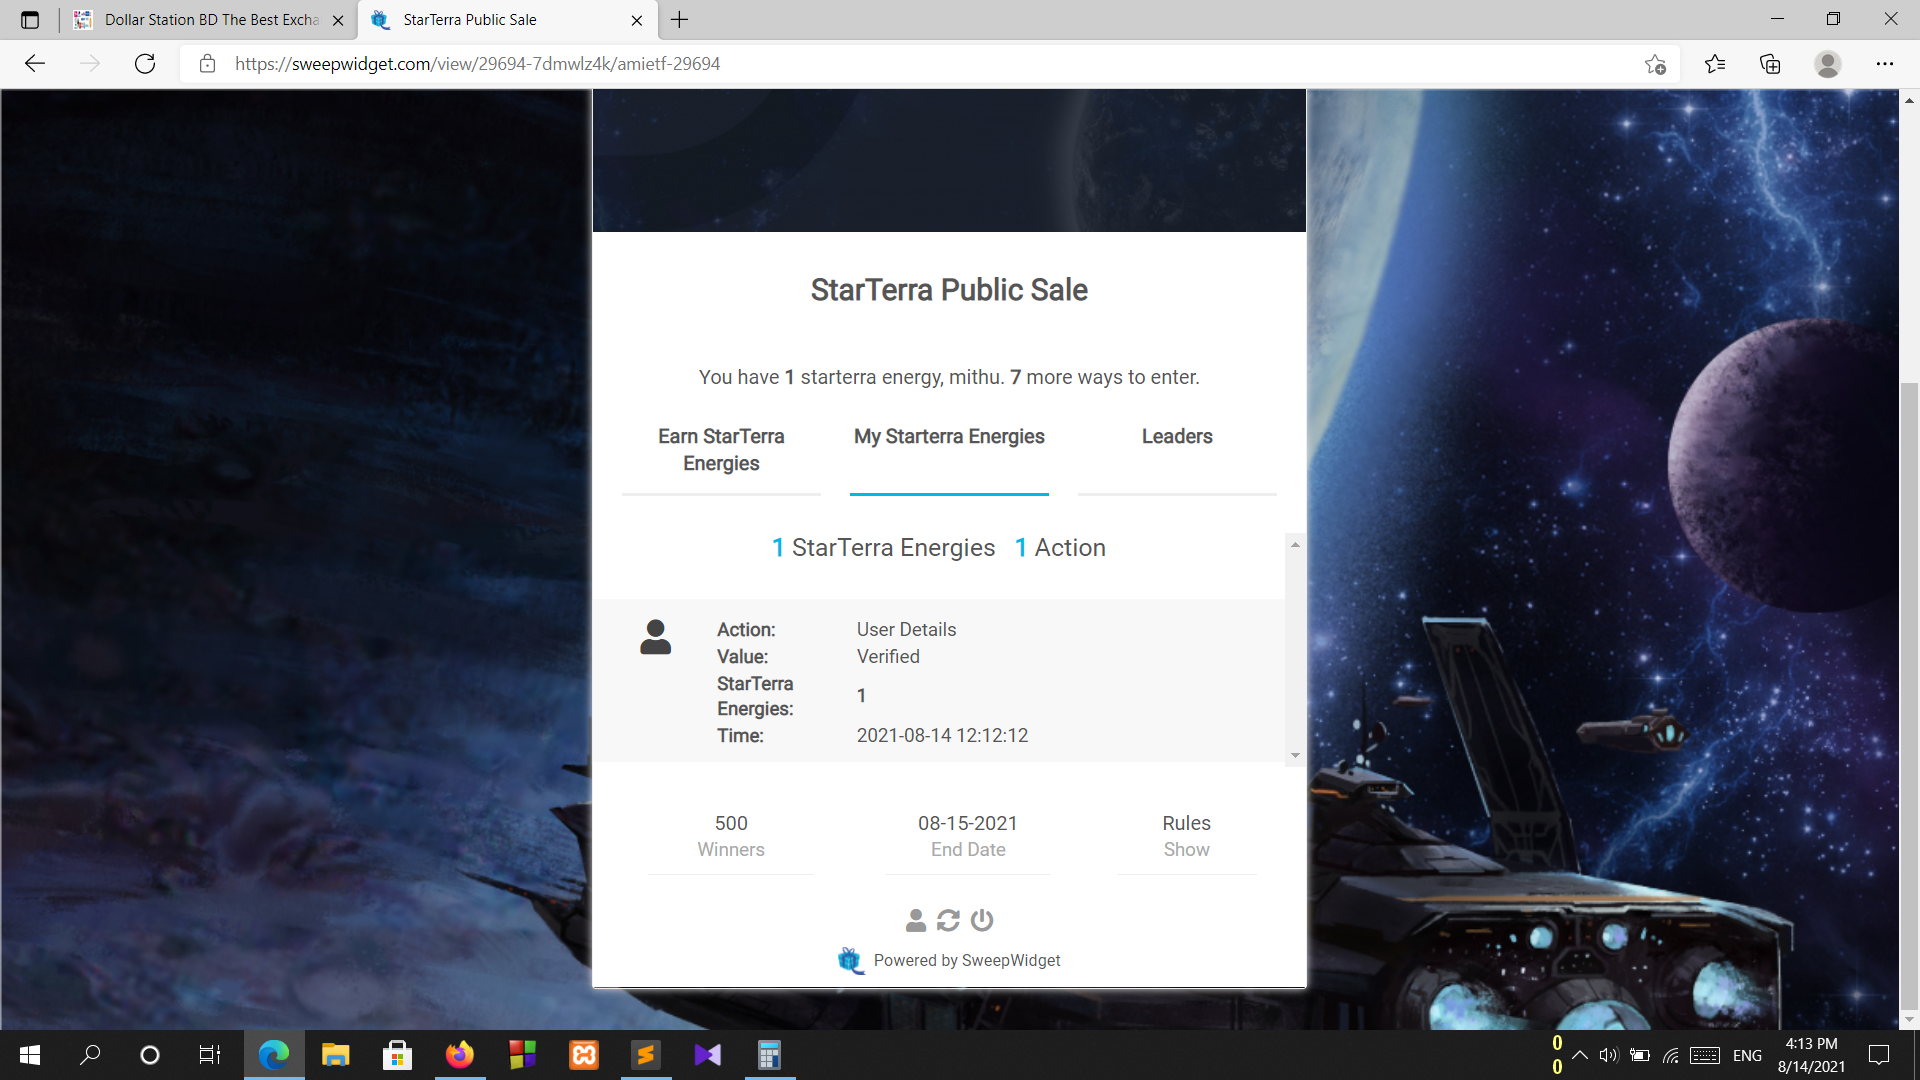 Dollar Station BD The Best Excha
StarTerra Public Sale
https://sweepwidget.com/view/29694-7dmwlz4k/amietf-29694
StarTerra Public Sale
You have 1 starterra energy, mithu. 7 more ways to enter.
Earn StarTerra Energies
My Starterra Energies
Leaders
1 StarTerra Energies 1 Action
Action: User Details
Value: Verified
StarTerra Energies: 1
Time: 2021-08-14 12:12:12
500
Winners
08-15-2021
End Date
Rules
Show
Powered by SweepWidget
0
0
ENG
4:13 PM
8/14/2021